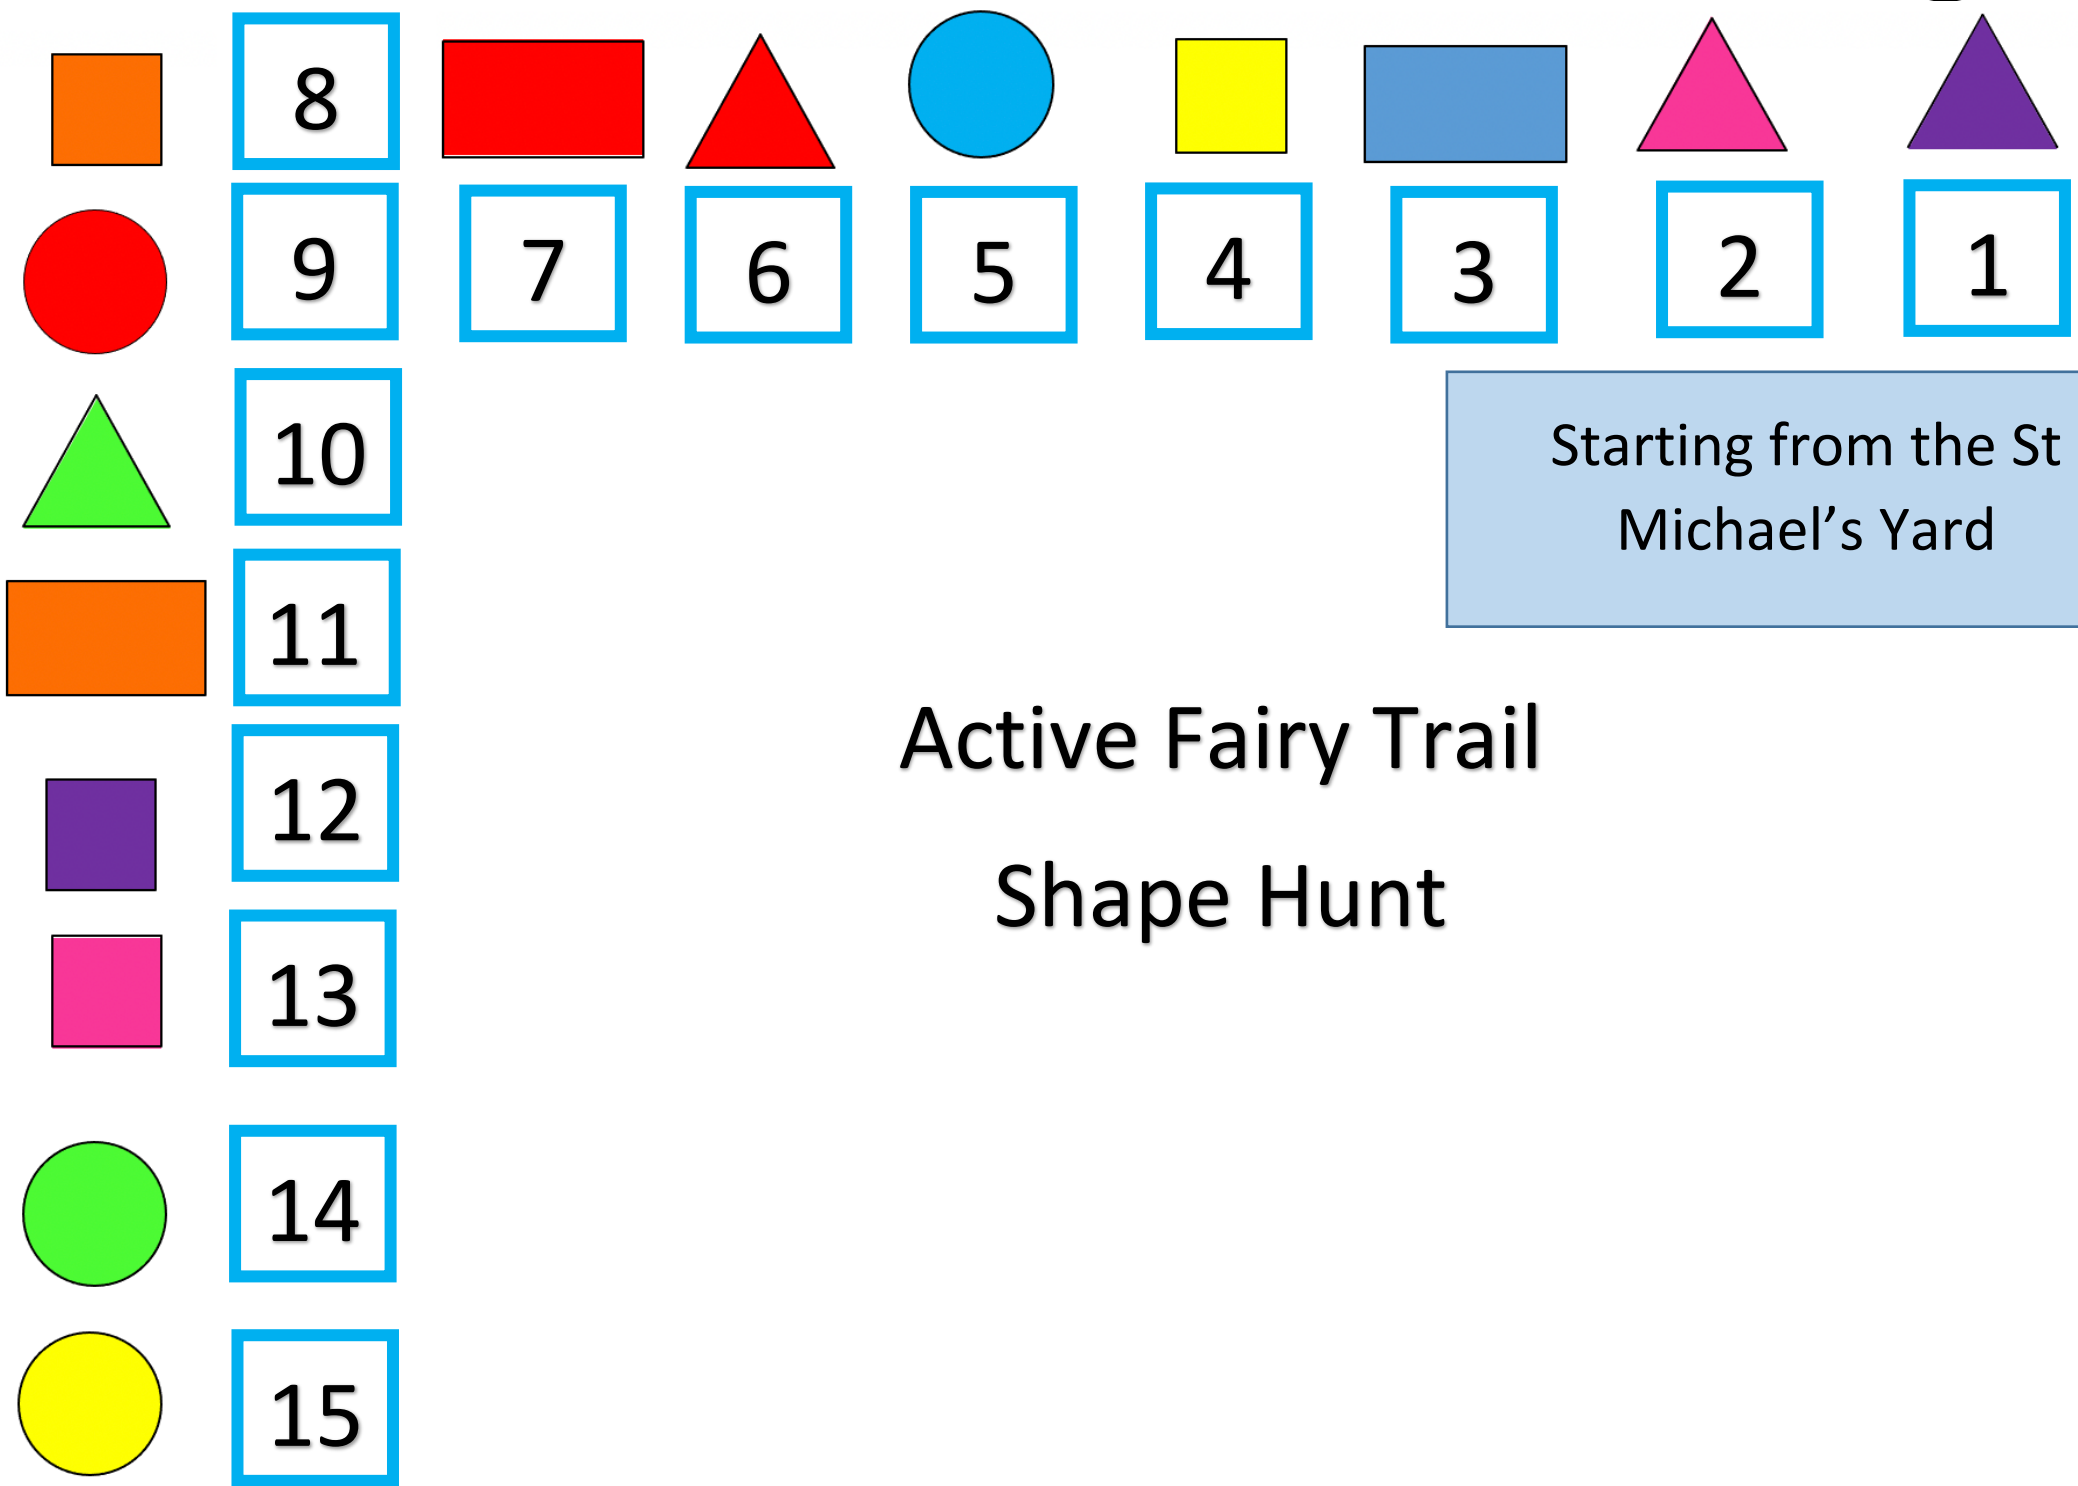 8
9 7 6 5 4 3 2 1
10
Starting from the St
Michael’s Yard
11
Active Fairy Trail
12
Shape Hunt
13
14
15